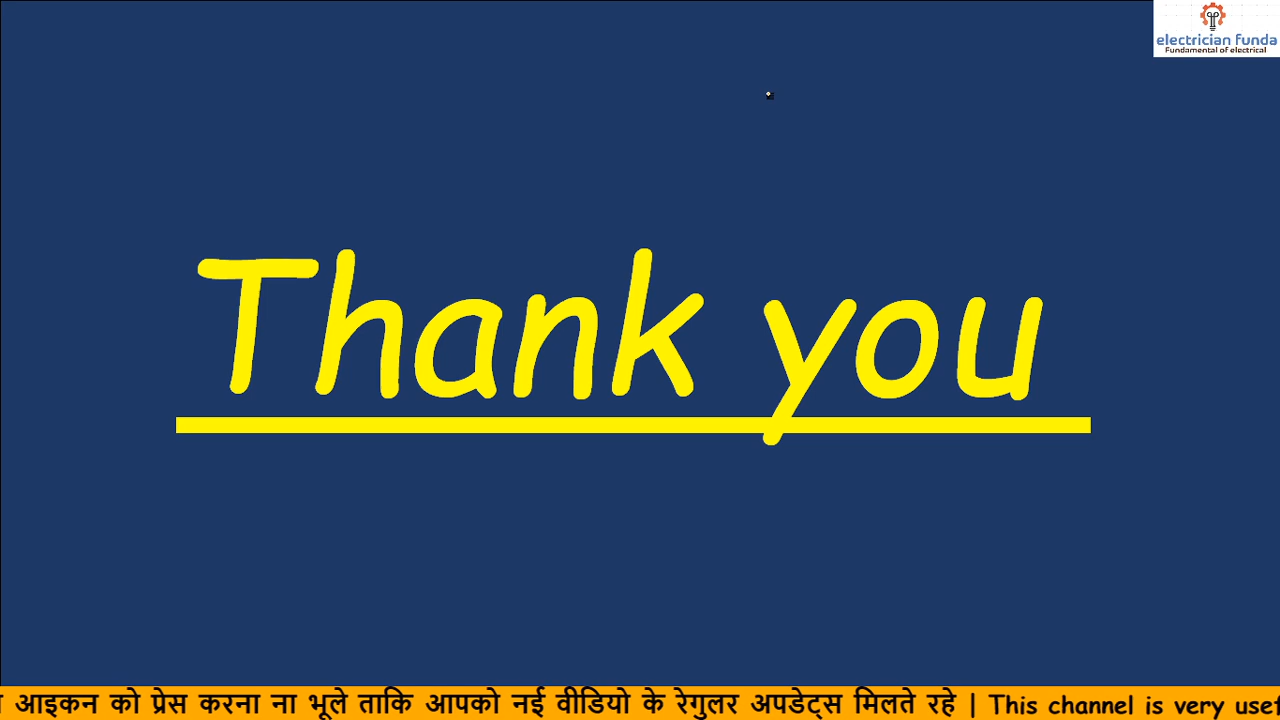 electrician funda
Fundamental of electrical
Thank you
आइकन को प्रेस करना ना भूले ताकि आपको नई वीडियो के रेगुलर अपडेट्स मिलते रहे | This channel is very